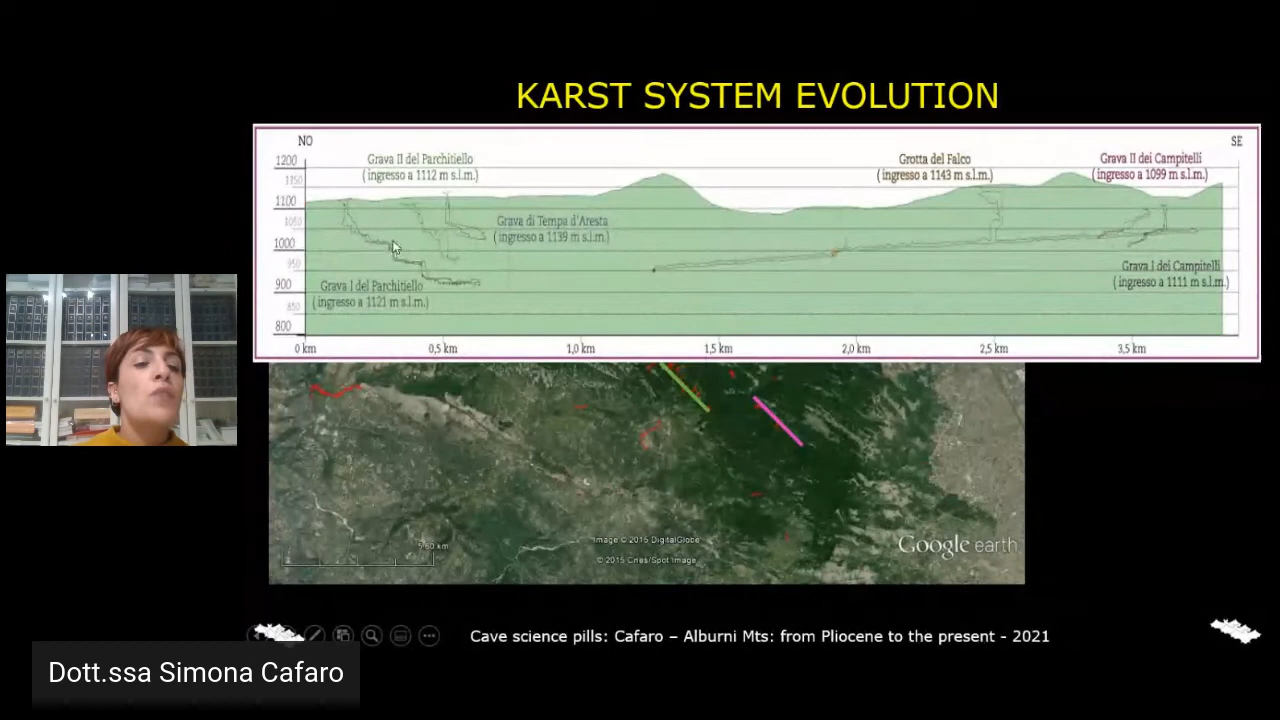 KARST SYSTEM EVOLUTION
NO
SE
1200
1150
1100
1050
1000
950
900
850
800
Grava II del Parchitiello
( ingresso a 1112 m s.l.m.)
Grotta del Falco
( ingresso a 1143 m s.l.m.)
Grava II dei Campitelli
( ingresso a 1099 m s.l.m.)
Grava di Tempa d'Aresta
( ingresso a 1139 m s.l.m.)
Grava I del Parchitiello
( ingresso a 1121 m s.l.m.)
Grava I dei Campitelli
( ingresso a 1111 m s.l.m.)
0 km
0,5 km
1,0 km
1,5 km
2,0 km
2,5 km
3,5 km
Image © 2015 DigitalGlobe
© 2015 Cnes/Spot Image
Google earth
Cave science pills: Cafaro – Alburni Mts: from Pliocene to the present - 2021
Dott.ssa Simona Cafaro